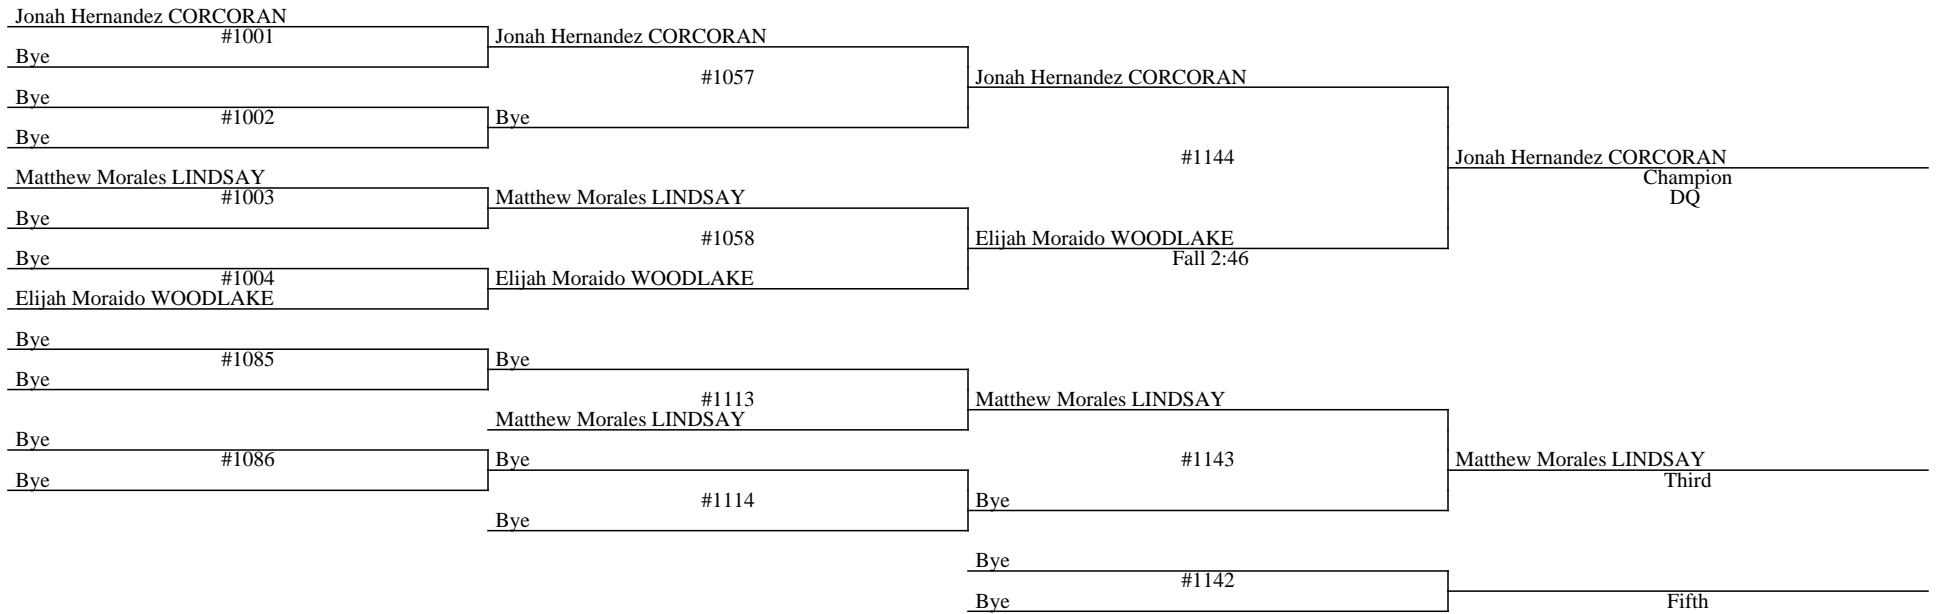 Jonah Hernandez CORCORAN
#1001
Bye
Bye
#1002
Bye
Matthew Morales LINDSAY
#1003
Bye
Bye
#1004
Elijah Moraido WOODLAKE
Bye
#1085
Bye
Bye
#1086
Bye
Jonah Hernandez CORCORAN
#1057
Bye
Matthew Morales LINDSAY
#1058
Elijah Moraido WOODLAKE
Bye
#1113
Matthew Morales LINDSAY
Bye
#1114
Bye
Jonah Hernandez CORCORAN
#1144
Elijah Moraido WOODLAKE
Fall 2:46
Matthew Morales LINDSAY
#1143
Bye
Bye
#1142
Bye
Jonah Hernandez CORCORAN
Champion
DQ
Matthew Morales LINDSAY
Third
Fifth